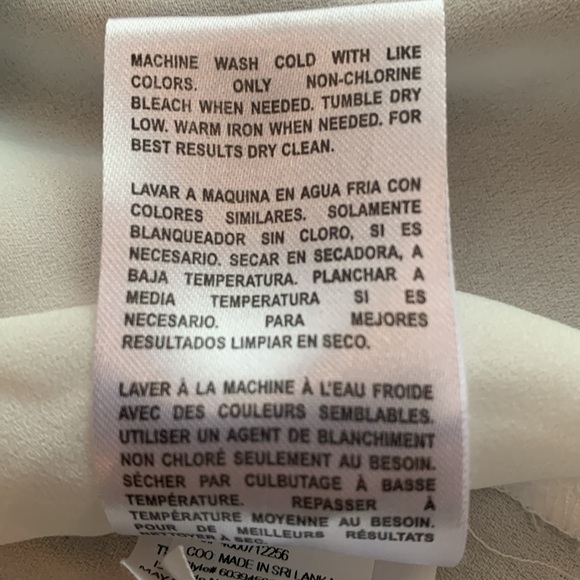 MACHINE WASH COLD WITH LIKE
COLORS. ONLY NON-CHLORINE
BLEACH WHEN NEEDED. TUMBLE DRY
LOW. WARM IRON WHEN NEEDED. FOR
BEST RESULTS DRY CLEAN.
LAVAR A MAQUINA EN AGUA FRIA CON
COLORES SIMILARES. SOLAMENTE
BLANQUEADOR SIN CLORO, SI ES
NECESARIO. SECAR EN SECADORA, A
BAJA TEMPERATURA. PLANCHAR A
MEDIA TEMPERATURA SI ES
NECESARIO. PARA MEJORES
RESULTADOS LIMPIAR EN SECO.
LAVER À LA MACHINE À L'EAU FROIDE
AVEC DES COULEURS SEMBLABLES.
UTILISER UN AGENT DE BLANCHIMENT
NON CHLORÉ SEULEMENT AU BESOIN.
SÉCHER PAR CULBUTAGE À BASSE
TEMPÉRATURE. REPASSER À
TEMPÉRATURE MOYENNE AU BESOIN.
POUR DE MEILLEURS RÉSULTATS
NETTOYER À SEC.
COO MADE IN SRI